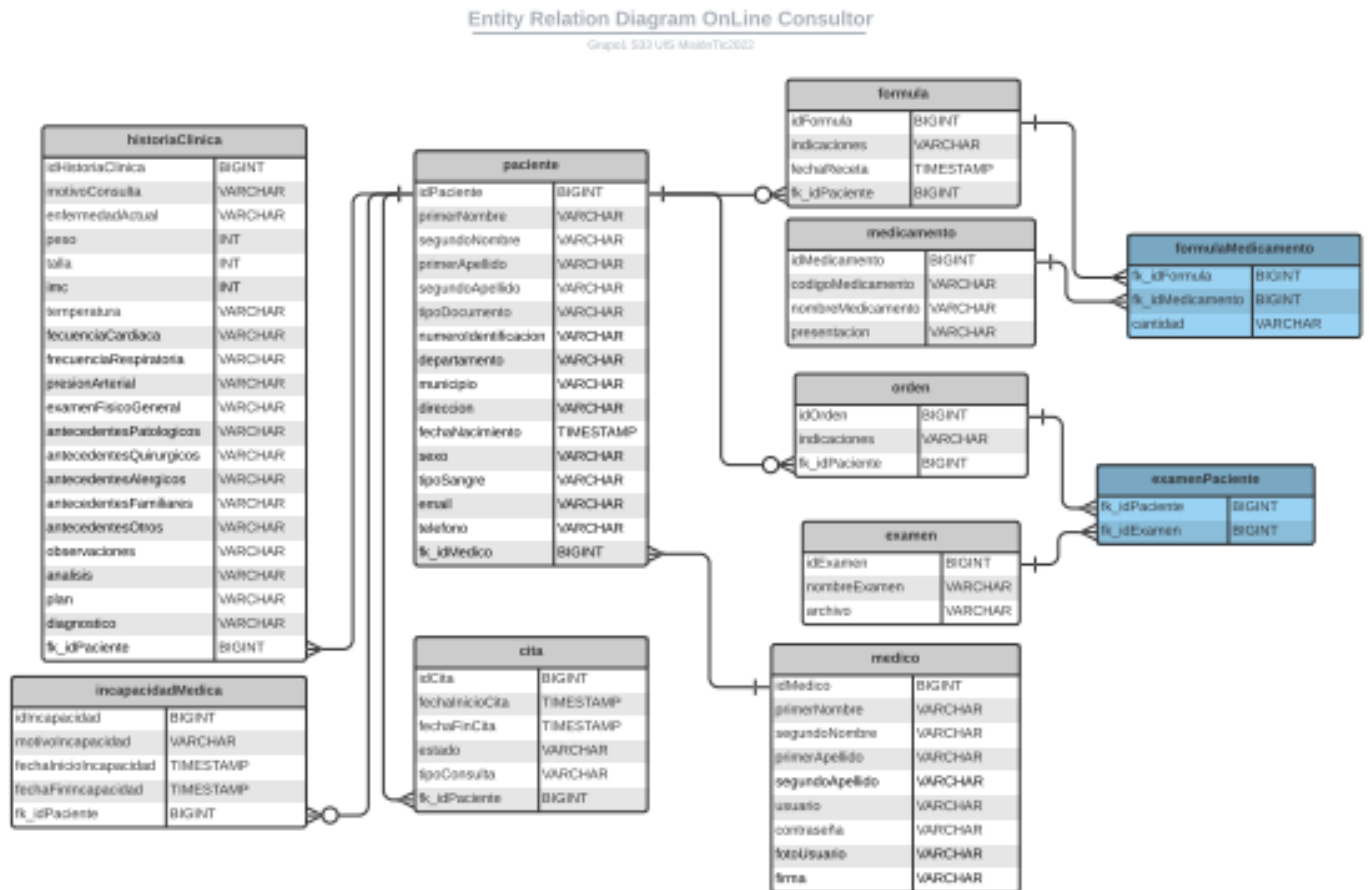 Entity Relation Diagram OnLine Consultor
Grupo1 S33 UIS MisiónTic2022
historiaClinica
idHistoriaClinica BIGINT
motivoConsulta VARCHAR
enfermedadActual VARCHAR
peso INT
talla INT
imc INT
temperatura VARCHAR
fecuenciaCardiaca VARCHAR
frecuenciaRespiratoria VARCHAR
presionArterial VARCHAR
examenFisicoGeneral VARCHAR
antecedentesPatologicos VARCHAR
antecedentesQuirurgicos VARCHAR
antecedentesAlergicos VARCHAR
antecedentesFamiliares VARCHAR
antecedentesOtros VARCHAR
observaciones VARCHAR
analisis VARCHAR
plan VARCHAR
diagnostico VARCHAR
fk_idPaciente BIGINT
incapacidadMedica
idIncapacidad BIGINT
motivoIncapacidad VARCHAR
fechaInicioIncapacidad TIMESTAMP
fechaFinIncapacidad TIMESTAMP
fk_idPaciente BIGINT
paciente
idPaciente BIGINT
primerNombre VARCHAR
segundoNombre VARCHAR
primerApellido VARCHAR
segundoApellido VARCHAR
tipoDocumento VARCHAR
numeroIdentificacion VARCHAR
departamento VARCHAR
municipio VARCHAR
direccion VARCHAR
fechaNacimiento TIMESTAMP
sexo VARCHAR
tipoSangre VARCHAR
email VARCHAR
telefono VARCHAR
fk_idMedico BIGINT
cita
idCita BIGINT
fechaInicioCita TIMESTAMP
fechaFinCita TIMESTAMP
estado VARCHAR
tipoConsulta VARCHAR
fk_idPaciente BIGINT
formula
idFormula BIGINT
indicaciones VARCHAR
fechaReceta TIMESTAMP
fk_idPaciente BIGINT
medicamento
idMedicamento BIGINT
codigoMedicamento VARCHAR
nombreMedicamento VARCHAR
presentacion VARCHAR
orden
idOrden BIGINT
indicaciones VARCHAR
fk_idPaciente BIGINT
examen
idExamen BIGINT
nombreExamen VARCHAR
archivo VARCHAR
medico
idMedico BIGINT
primerNombre VARCHAR
segundoNombre VARCHAR
primerApellido VARCHAR
segundoApellido VARCHAR
usuario VARCHAR
contraseña VARCHAR
fotoUsuario VARCHAR
firma VARCHAR
formulaMedicamento
fk_idFormula BIGINT
fk_idMedicamento BIGINT
cantidad VARCHAR
examenPaciente
fk_idPaciente BIGINT
fk_idExamen BIGINT